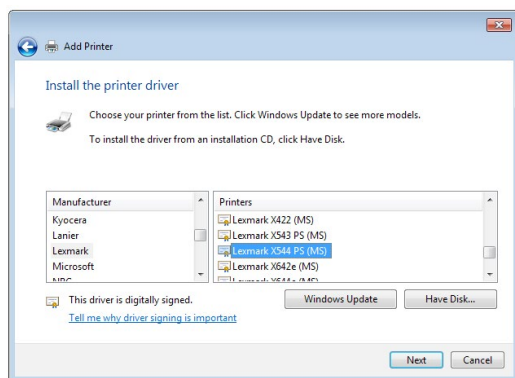 Add Printer
Install the printer driver
Choose your printer from the list. Click Windows Update to see more models.
To install the driver from an installation CD, click Have Disk.
Manufacturer
Kyocera
Lanier
Lexmark
Microsoft
Printers
Lexmark X422 (MS)
Lexmark X543 PS (MS)
Lexmark X544 PS (MS)
Lexmark X642e (MS)
This driver is digitally signed.
Windows Update
Have Disk...
Tell me why driver signing is important
Next
Cancel